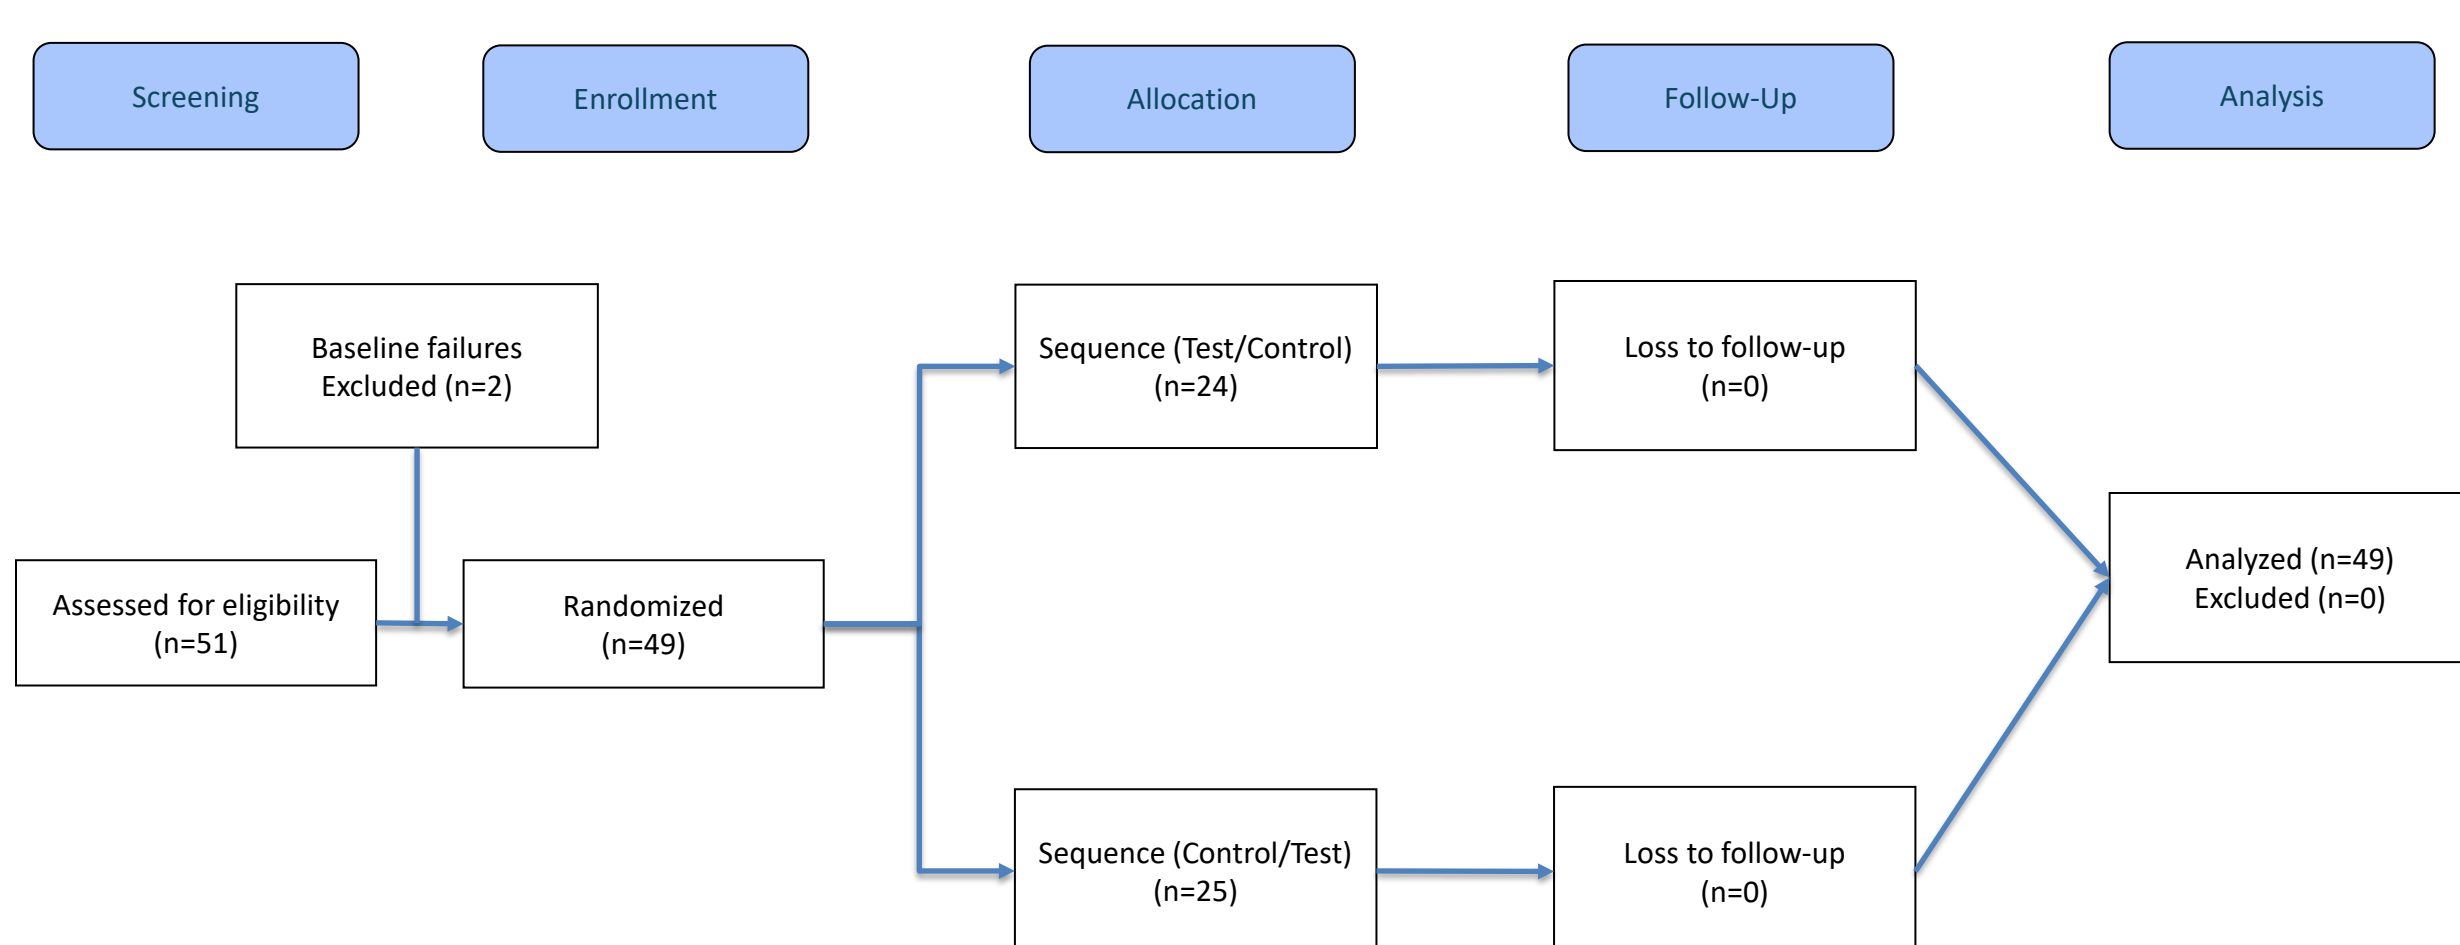 Screening
Enrollment
Allocation
Follow-Up
Analysis
Baseline failures
Excluded (n=2)
Assessed for eligibility
(n=51)
Randomized
(n=49)
Sequence (Test/Control)
(n=24)
Loss to follow-up
(n=0)
Sequence (Control/Test)
(n=25)
Loss to follow-up
(n=0)
Analyzed (n=49)
Excluded (n=0)